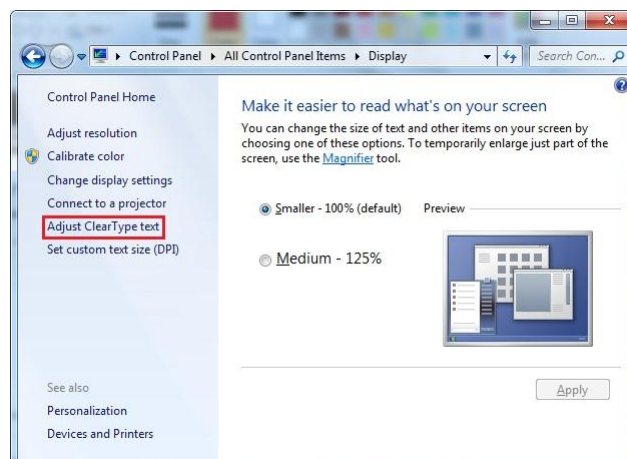 Control Panel All Control Panel Items Display
Search Con...
Control Panel Home
Adjust resolution
Calibrate color
Change display settings
Connect to a projector
Adjust ClearType text
Set custom text size (DPI)
See also
Personalization
Devices and Printers
Make it easier to read what's on your screen
You can change the size of text and other items on your screen by
choosing one of these options. To temporarily enlarge just part of the
screen, use the Magnifier tool.
Smaller - 100% (default)
Preview
Medium - 125%
Apply